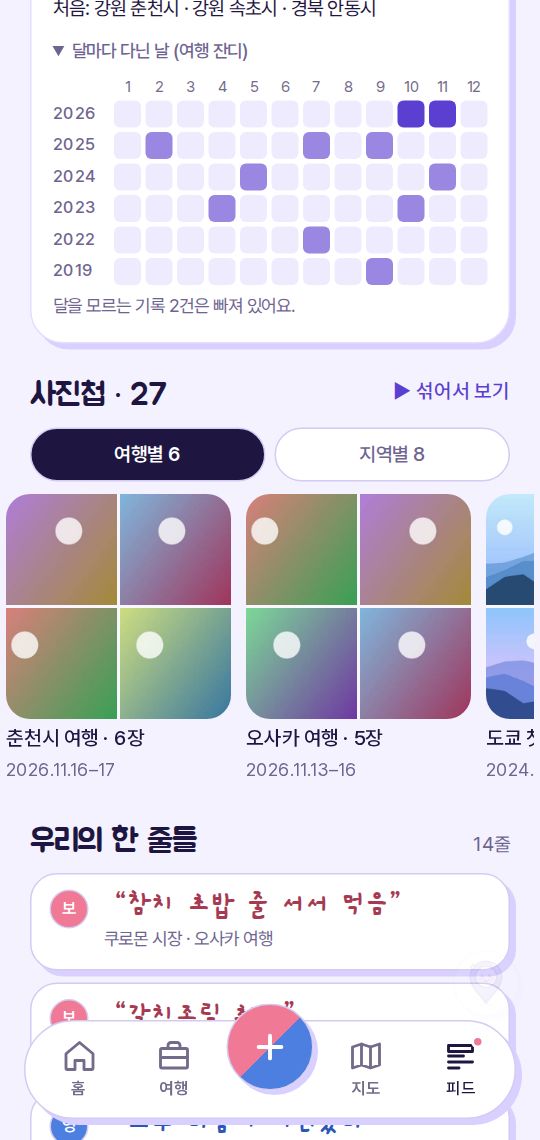 처음: 강원 춘천시 · 강원 속초시 · 경북 안동시
▼ 달마다 다닌 날 (여행 잔디)
1 2 3 4 5 6 7 8 9 10 11 12
2026
2025
2024
2023
2022
2019
달을 모르는 기록 2건은 빠져 있어요.
사진첩 · 27
▶ 섞어서 보기
여행별 6
지역별 8
춘천시 여행 · 6장
2026.11.16–17
오사카 여행 · 5장
2026.11.13–16
도쿄
2024.
우리의 한 줄들
14줄
보
“참치 초밥 줄 서서 먹음”
쿠로몬 시장 · 오사카 여행
보
“갈치조림
홈
여행
+
지도
피드